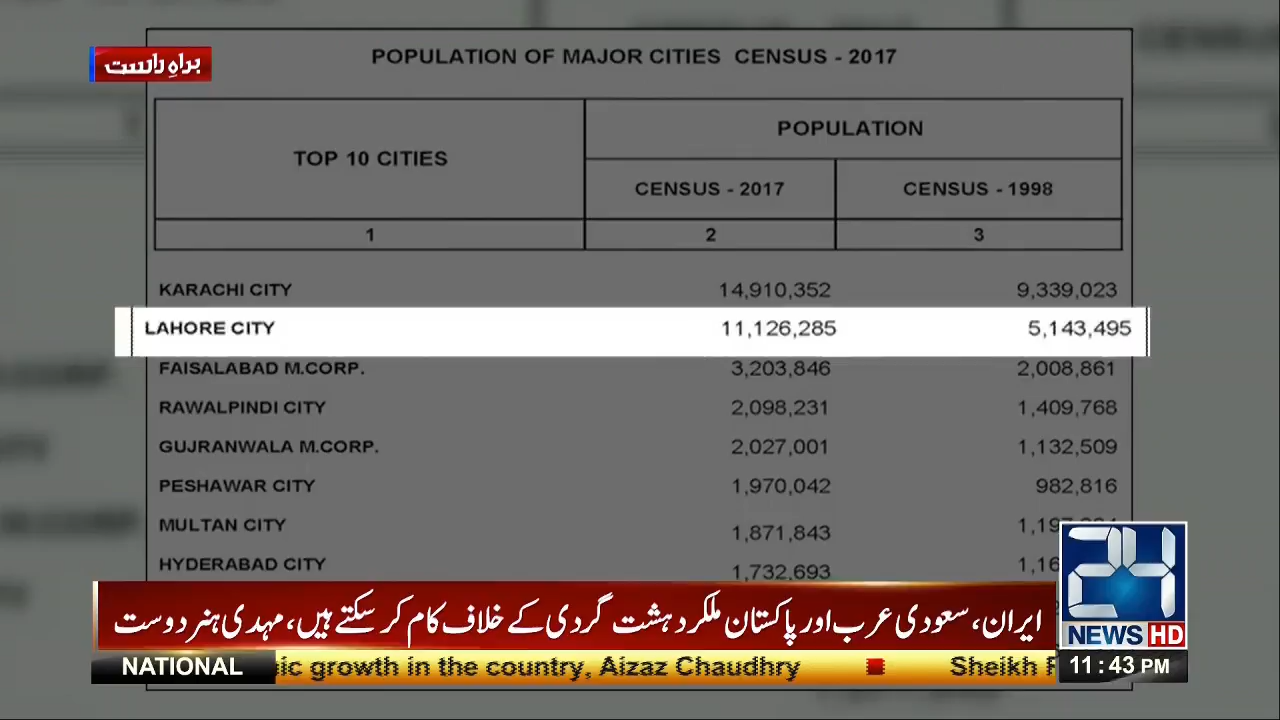 براہِ راست
POPULATION OF MAJOR CITIES CENSUS - 2017
TOP 10 CITIES
POPULATION
CENSUS - 2017 CENSUS - 1998
1 2 3
KARACHI CITY 14,910,352 9,339,023
LAHORE CITY 11,126,285 5,143,495
FAISALABAD M.CORP. 3,203,846 2,008,861
RAWALPINDI CITY 2,098,231 1,409,768
GUJRANWALA M.CORP. 2,027,001 1,132,509
PESHAWAR CITY 1,970,042 982,816
MULTAN CITY 1,871,843
HYDERABAD CITY 1,732,693
24
NEWS HD
ایران، سعودی عرب اور پاکستان ملکر دہشت گردی کے خلاف کام کر سکتے ہیں، مہدی ہنر دوست
NATIONAL growth in the country, Aizaz Chaudhry Sheikh
11:43 PM